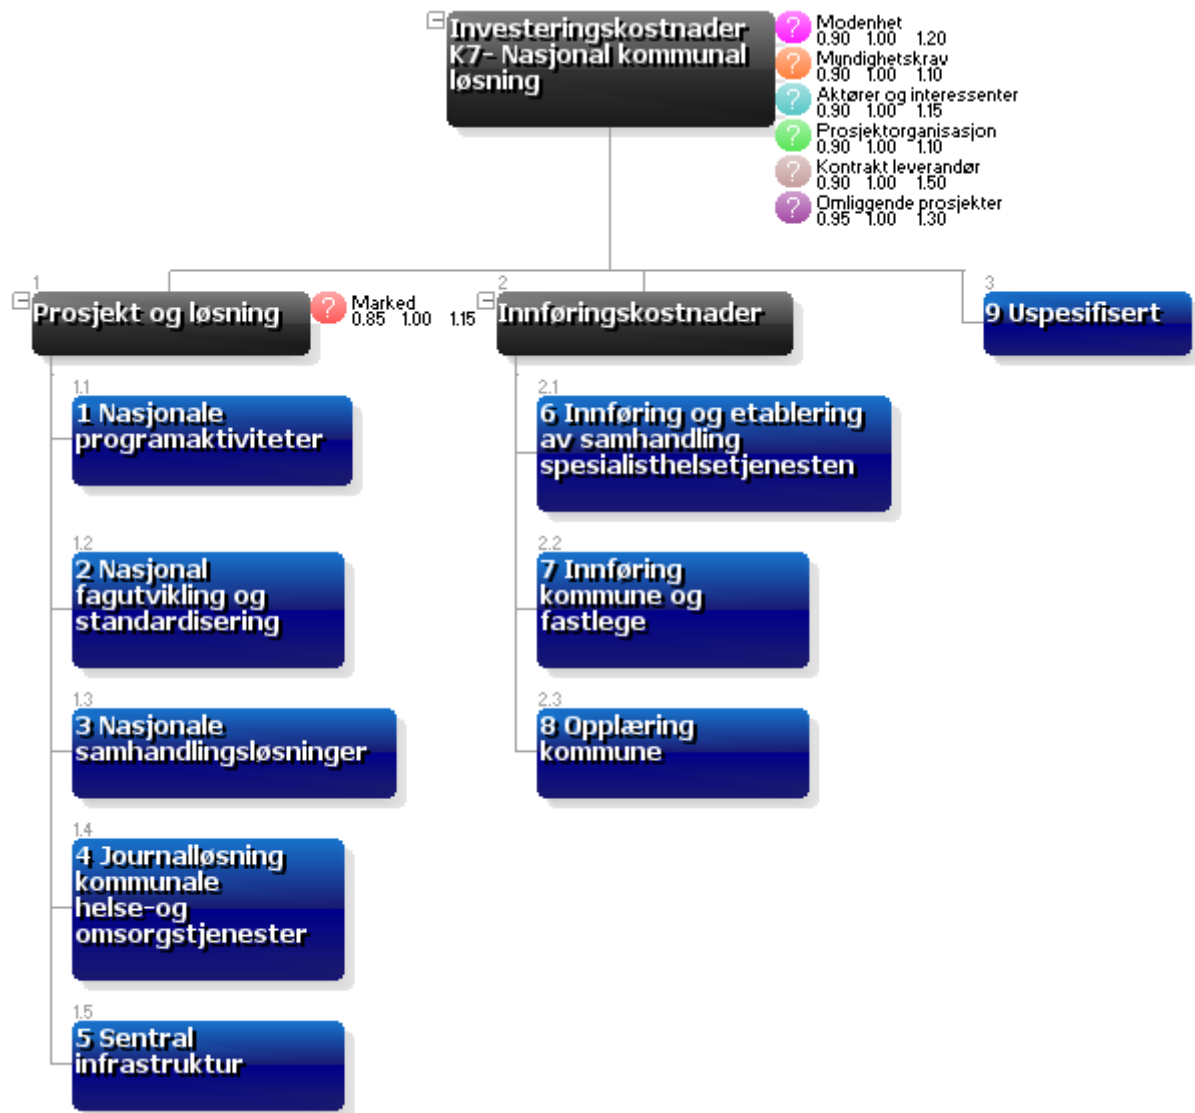 Investeringskostnader
K7- Nasjonal kommunal
løsning
Modenhet
0.90 1.00 1.20
Myndighetskrav
0.90 1.00 1.10
Aktører og interessenter
0.90 1.00 1.15
Prosjektorganisasjon
0.90 1.00 1.10
Kontrakt leverandør
0.90 1.00 1.50
Omliggende prosjekter
0.95 1.00 1.30
1
Prosjekt og løsning
Marked
0.85 1.00 1.15
1.1
1 Nasjonale
programaktiviteter
1.2
2 Nasjonal
fagutvikling og
standardisering
1.3
3 Nasjonale
samhandlingsløsninger
1.4
4 Journalløsning
kommunale
helse-og
omsorgstjenester
1.5
5 Sentral
infrastruktur
2
Innføringskostnader
2.1
6 Innføring og etablering
av samhandling
spesialisthelsetjenesten
2.2
7 Innføring
kommune og
fastlege
2.3
8 Opplæring
kommune
3
9 Uspesifisert